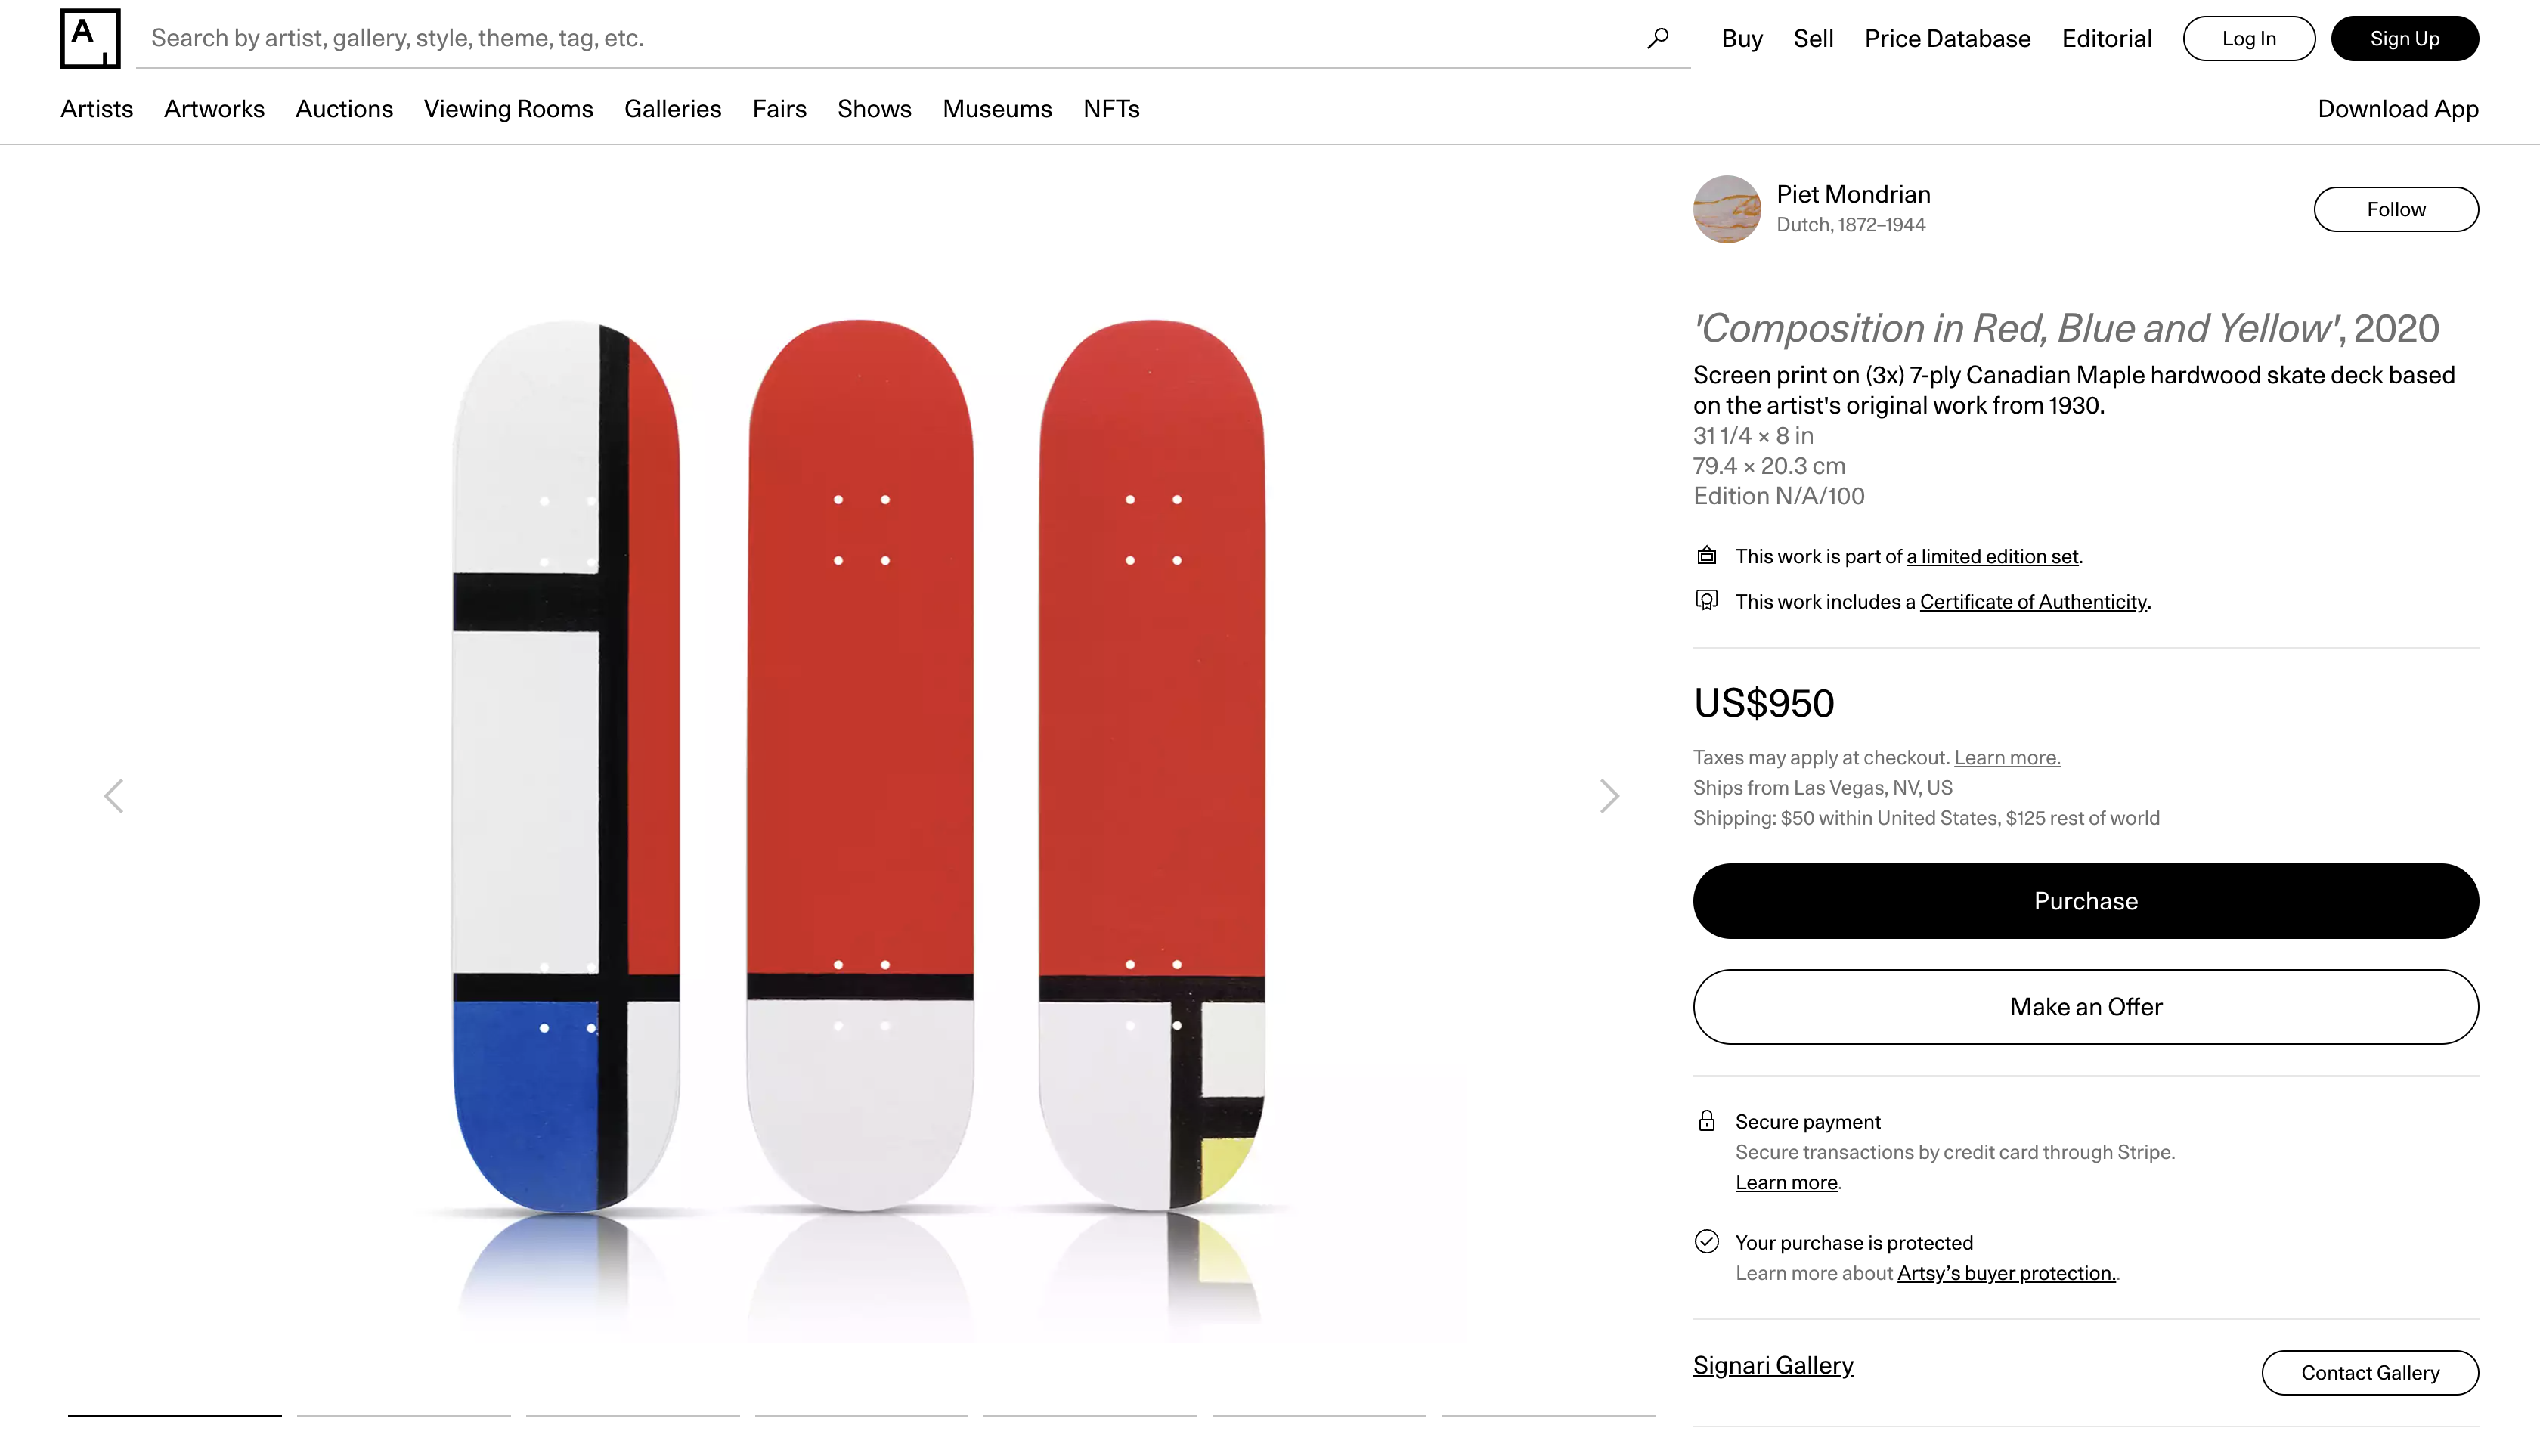 A
Search by artist, gallery, style, theme, tag, etc.
Buy Sell Price Database Editorial Log In Sign Up
Artists Artworks Auctions Viewing Rooms Galleries Fairs Shows Museums NFTs Download App
Piet Mondrian
Dutch, 1872–1944
Follow
'Composition in Red, Blue and Yellow', 2020
Screen print on (3x) 7-ply Canadian Maple hardwood skate deck based
on the artist's original work from 1930.
31 1/4 × 8 in
79.4 × 20.3 cm
Edition N/A/100
This work is part of a limited edition set.
This work includes a Certificate of Authenticity.
US$950
Taxes may apply at checkout. Learn more.
Ships from Las Vegas, NV, US
Shipping: $50 within United States, $125 rest of world
Purchase
Make an Offer
Secure payment
Secure transactions by credit card through Stripe.
Learn more.
Your purchase is protected
Learn more about Artsy’s buyer protection..
Signari Gallery
Contact Gallery